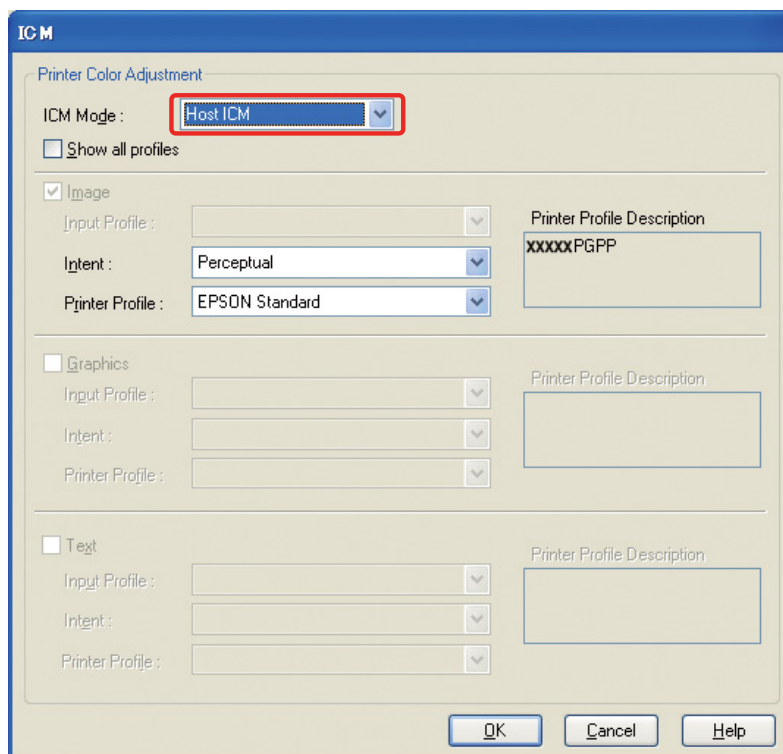 ICM
Printer Color Adjustment
ICM Mode : Host ICM
Show all profiles
Image
Input Profile :
Intent : Perceptual
Printer Profile : EPSON Standard
Printer Profile Description
XXXXXPGPP
Graphics
Input Profile :
Intent :
Printer Profile :
Printer Profile Description
Text
Input Profile :
Intent :
Printer Profile :
Printer Profile Description
OK Cancel Help